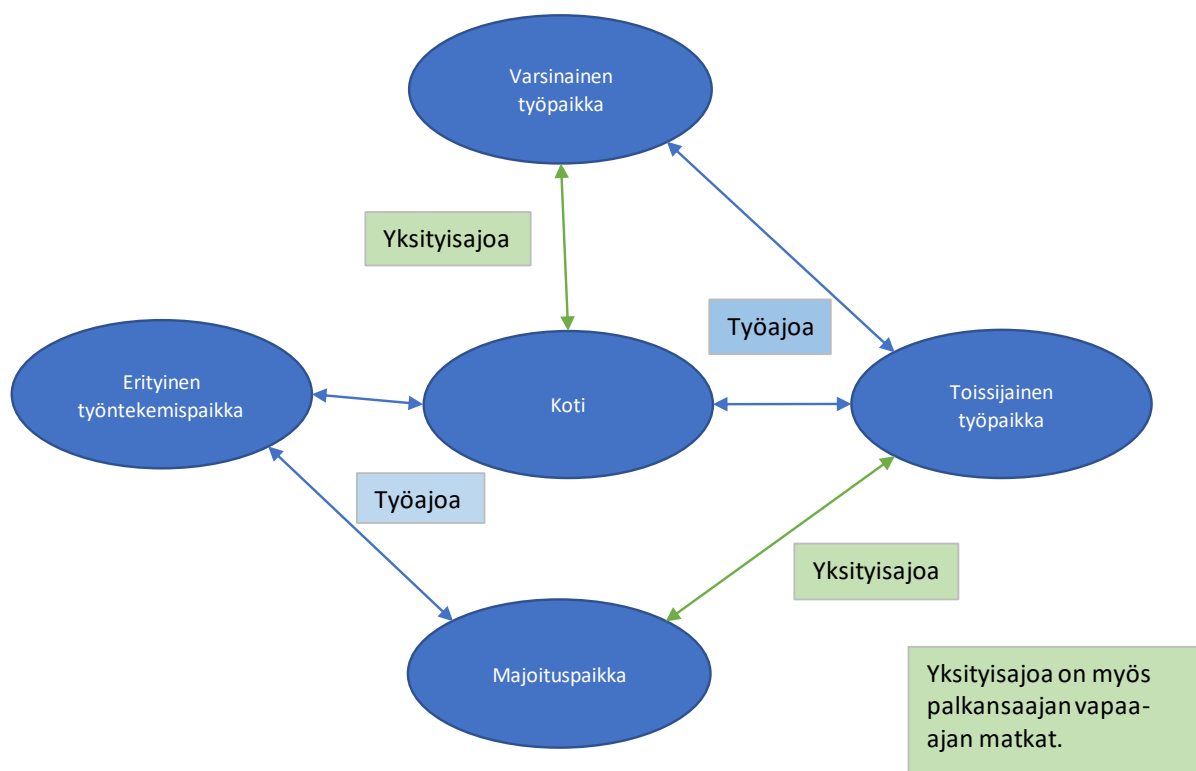 Varsinainen
työpaikka
Yksityisajoa
Työajoa
Erityinen
työntekemispaikka
Koti
Toissijainen
työpaikka
Työajoa
Yksityisajoa
Majoituspaikka
Yksityisajoa on myös
palkansaajan vapaa-
ajan matkat.